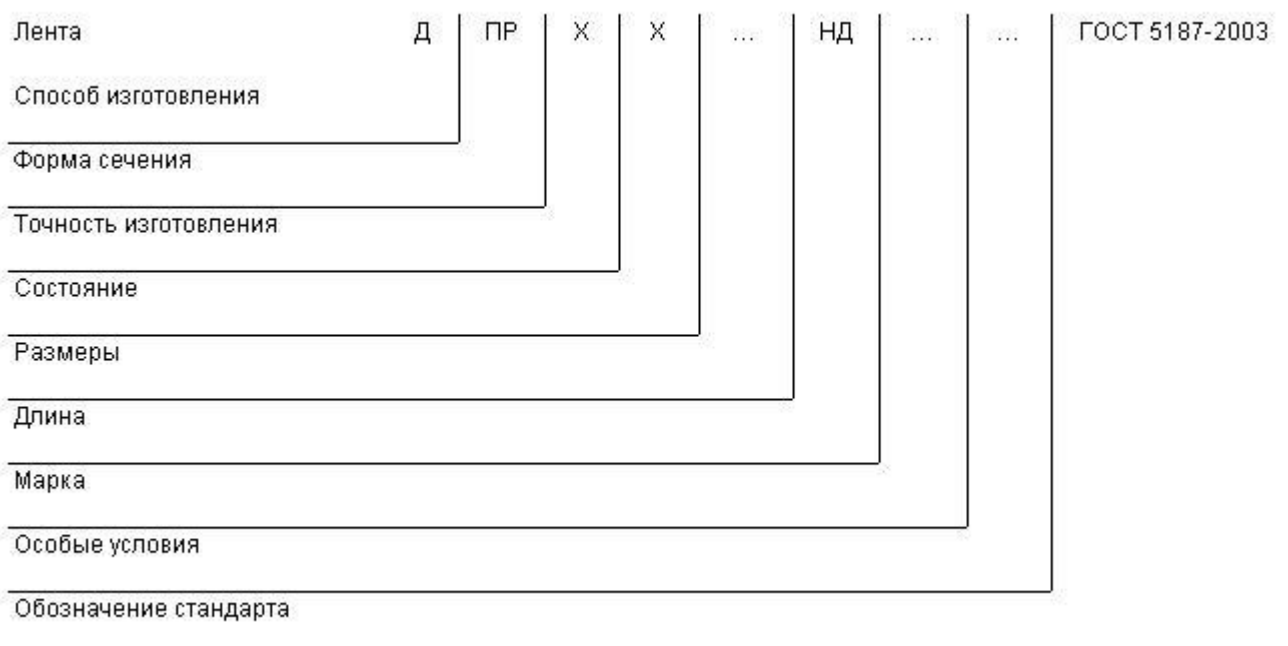 Лента Д ПР X X ... НД ... ... ГОСТ 5187-2003
Способ изготовления
Форма сечения
Точность изготовления
Состояние
Размеры
Длина
Марка
Особые условия
Обозначение стандарта